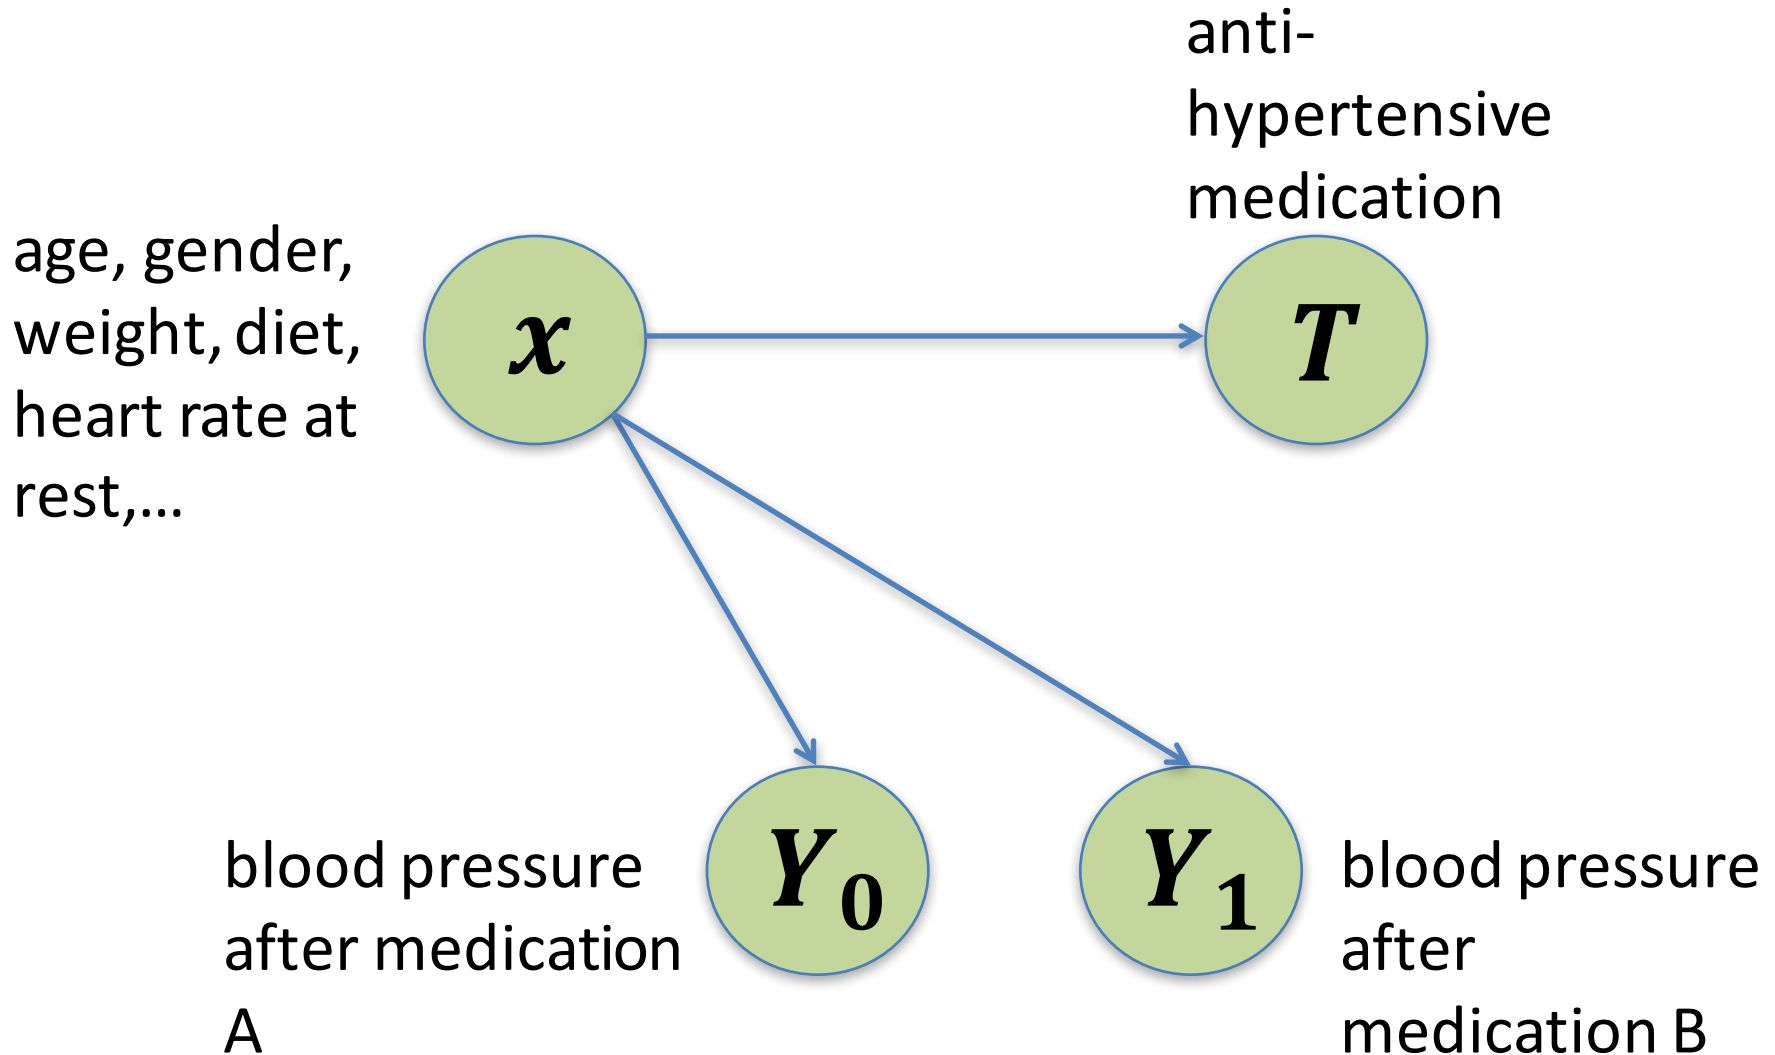 anti-
hypertensive
medication
age, gender,
weight, diet,
heart rate at
rest,...
x
T
Y₀
Y₁
blood pressure
after medication
A
blood pressure
after
medication B